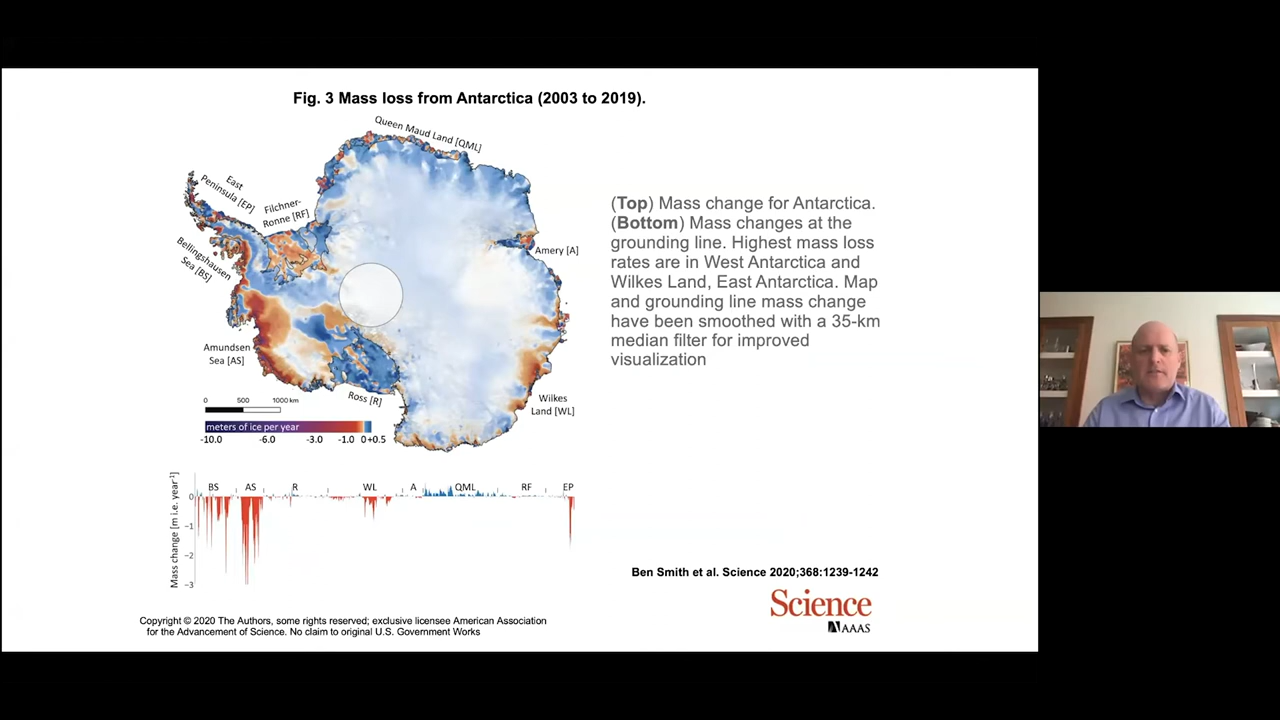 Fig. 3 Mass loss from Antarctica (2003 to 2019).
Queen Maud Land [QML]
East
Peninsula [EP]
Filchner-
Ronne [RF]
Bellingshausen
Sea [BS]
Amery [A]
Amundsen
Sea [AS]
Ross [R]
Wilkes
Land [WL]
0 500 1000 km
meters of ice per year
-10.0 -6.0 -3.0 -1.0 0 +0.5
(Top) Mass change for Antarctica.
(Bottom) Mass changes at the
grounding line. Highest mass loss
rates are in West Antarctica and
Wilkes Land, East Antarctica. Map
and grounding line mass change
have been smoothed with a 35-km
median filter for improved
visualization
Mass change [m i.e. year⁻¹]
BS AS R WL A QML RF EP
0
−1
−2
−3
Ben Smith et al. Science 2020;368:1239-1242
Science
AAAS
Copyright © 2020 The Authors, some rights reserved; exclusive licensee American Association
for the Advancement of Science. No claim to original U.S. Government Works